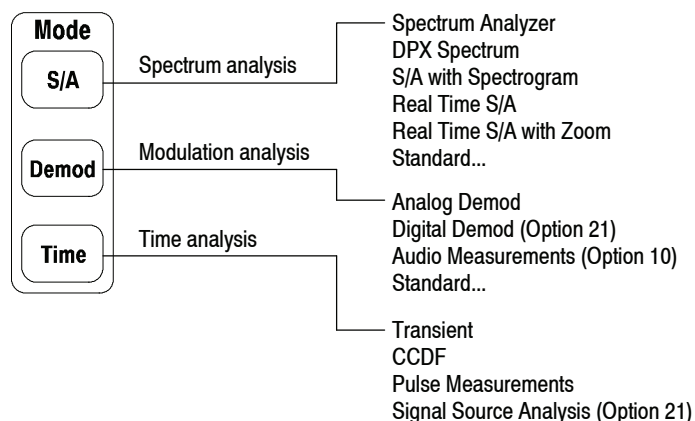 Mode
S/A
Spectrum analysis
Spectrum Analyzer
DPX Spectrum
S/A with Spectrogram
Real Time S/A
Real Time S/A with Zoom
Standard...
Demod
Modulation analysis
Analog Demod
Digital Demod (Option 21)
Audio Measurements (Option 10)
Standard...
Time
Time analysis
Transient
CCDF
Pulse Measurements
Signal Source Analysis (Option 21)